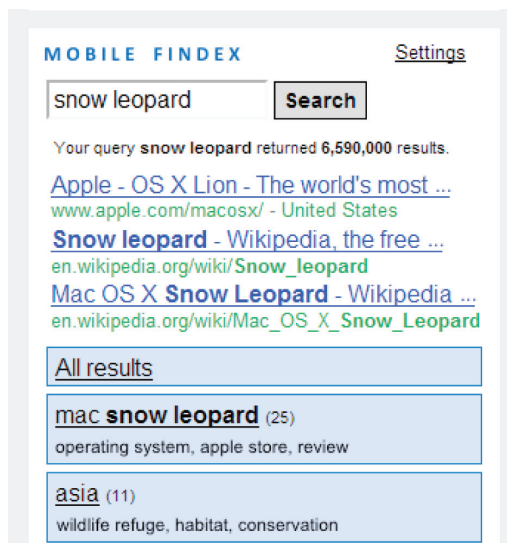 MOBILE FINDEX
Settings
snow leopard
Search
Your query snow leopard returned 6,590,000 results.
Apple - OS X Lion - The world's most ...
www.apple.com/macosx/ - United States
Snow leopard - Wikipedia, the free ...
en.wikipedia.org/wiki/Snow_leopard
Mac OS X Snow Leopard - Wikipedia ...
en.wikipedia.org/wiki/Mac_OS_X_Snow_Leopard
All results
mac snow leopard (25)
operating system, apple store, review
asia (11)
wildlife refuge, habitat, conservation